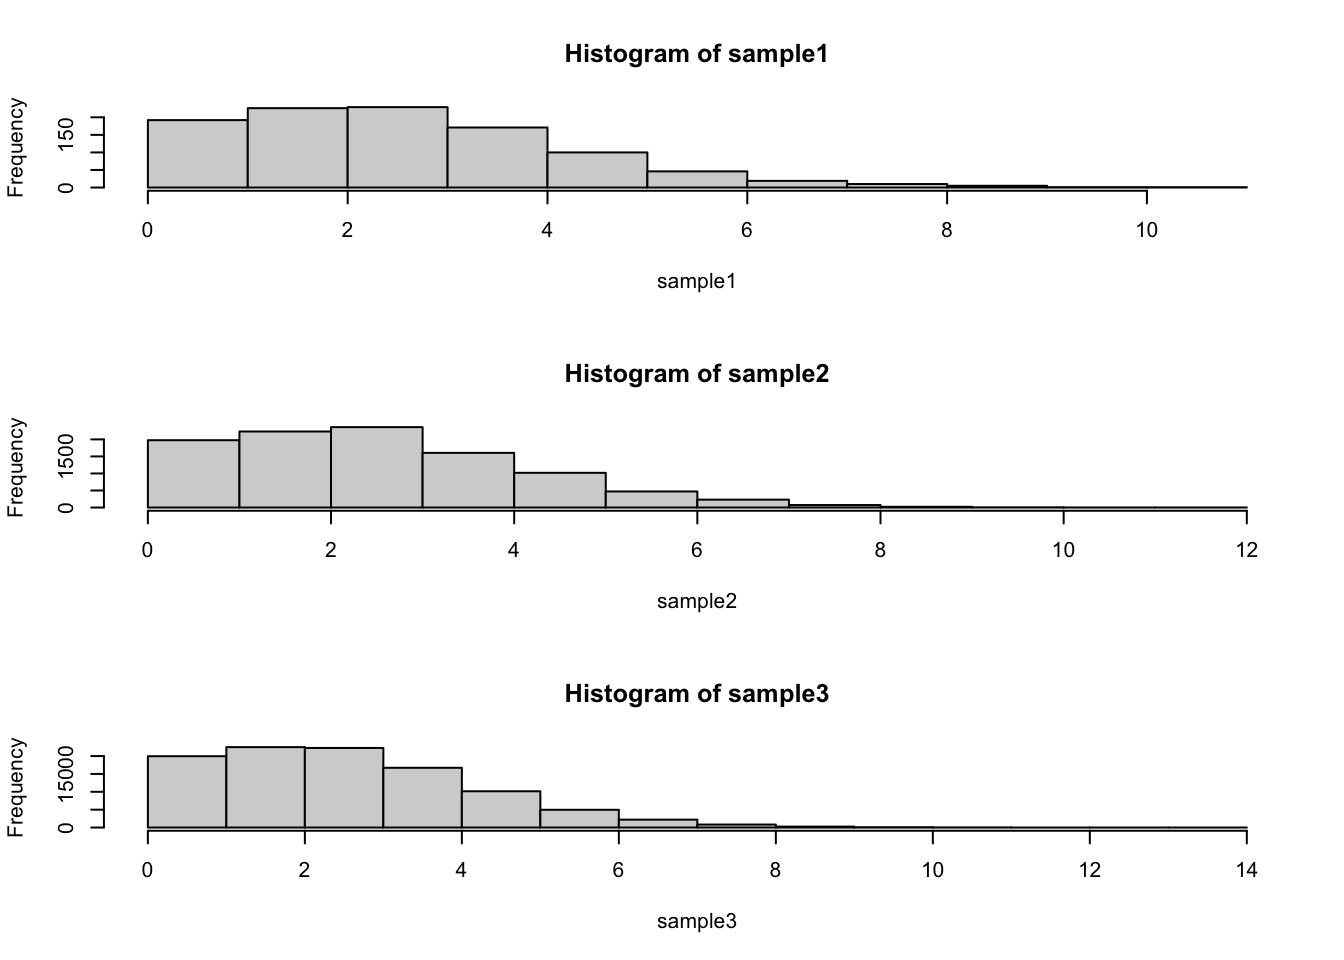 Histogram of sample1
Frequency
0 150
0 2 4 6 8 10
sample1
Histogram of sample2
Frequency
0 1500
0 2 4 6 8 10 12
sample2
Histogram of sample3
Frequency
0 15000
0 2 4 6 8 10 12 14
sample3